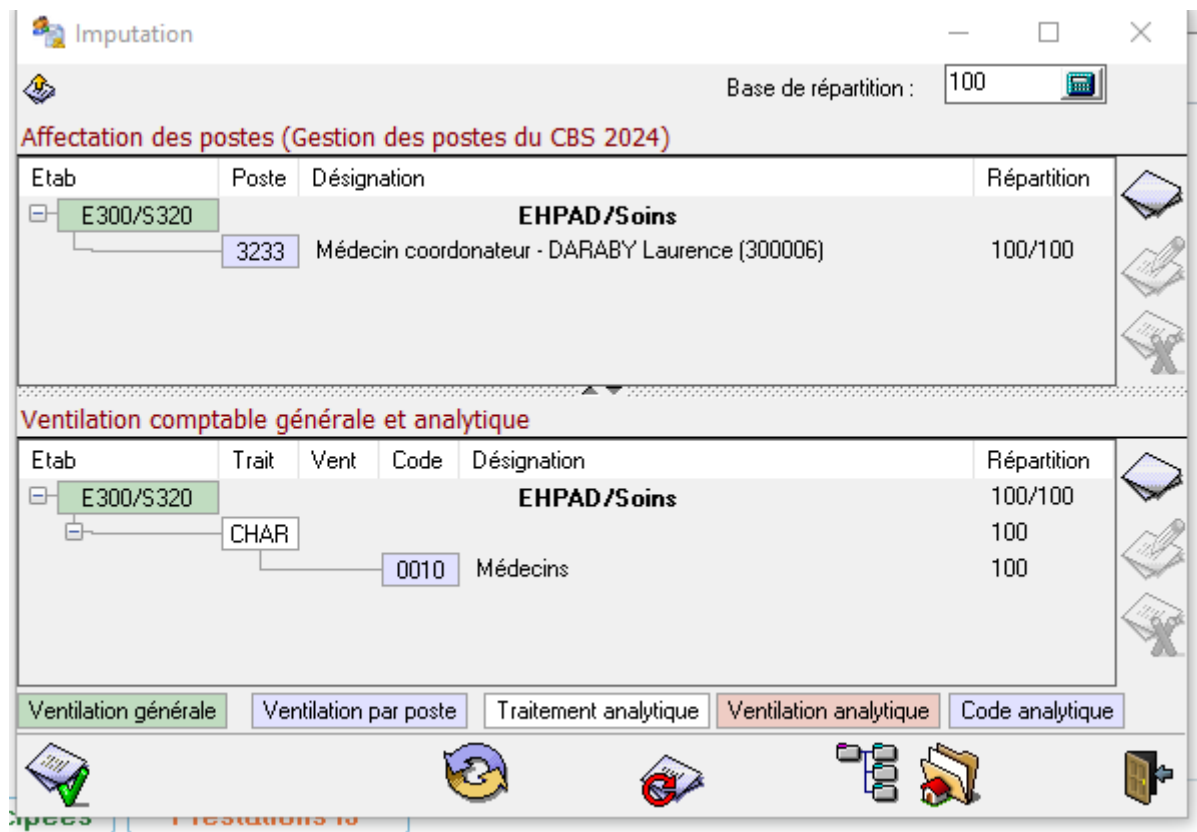 Imputation
Base de répartition : 100
Affectation des postes (Gestion des postes du CBS 2024)
Etab Poste Désignation Répartition
E300/S320 EHPAD/Soins
3233 Médecin coordonateur - DARABY Laurence (300006) 100/100
Ventilation comptable générale et analytique
Etab Trait Vent Code Désignation Répartition
E300/S320 EHPAD/Soins 100/100
CHAR 100
0010 Médecins 100
Ventilation générale Ventilation par poste Traitement analytique Ventilation analytique Code analytique